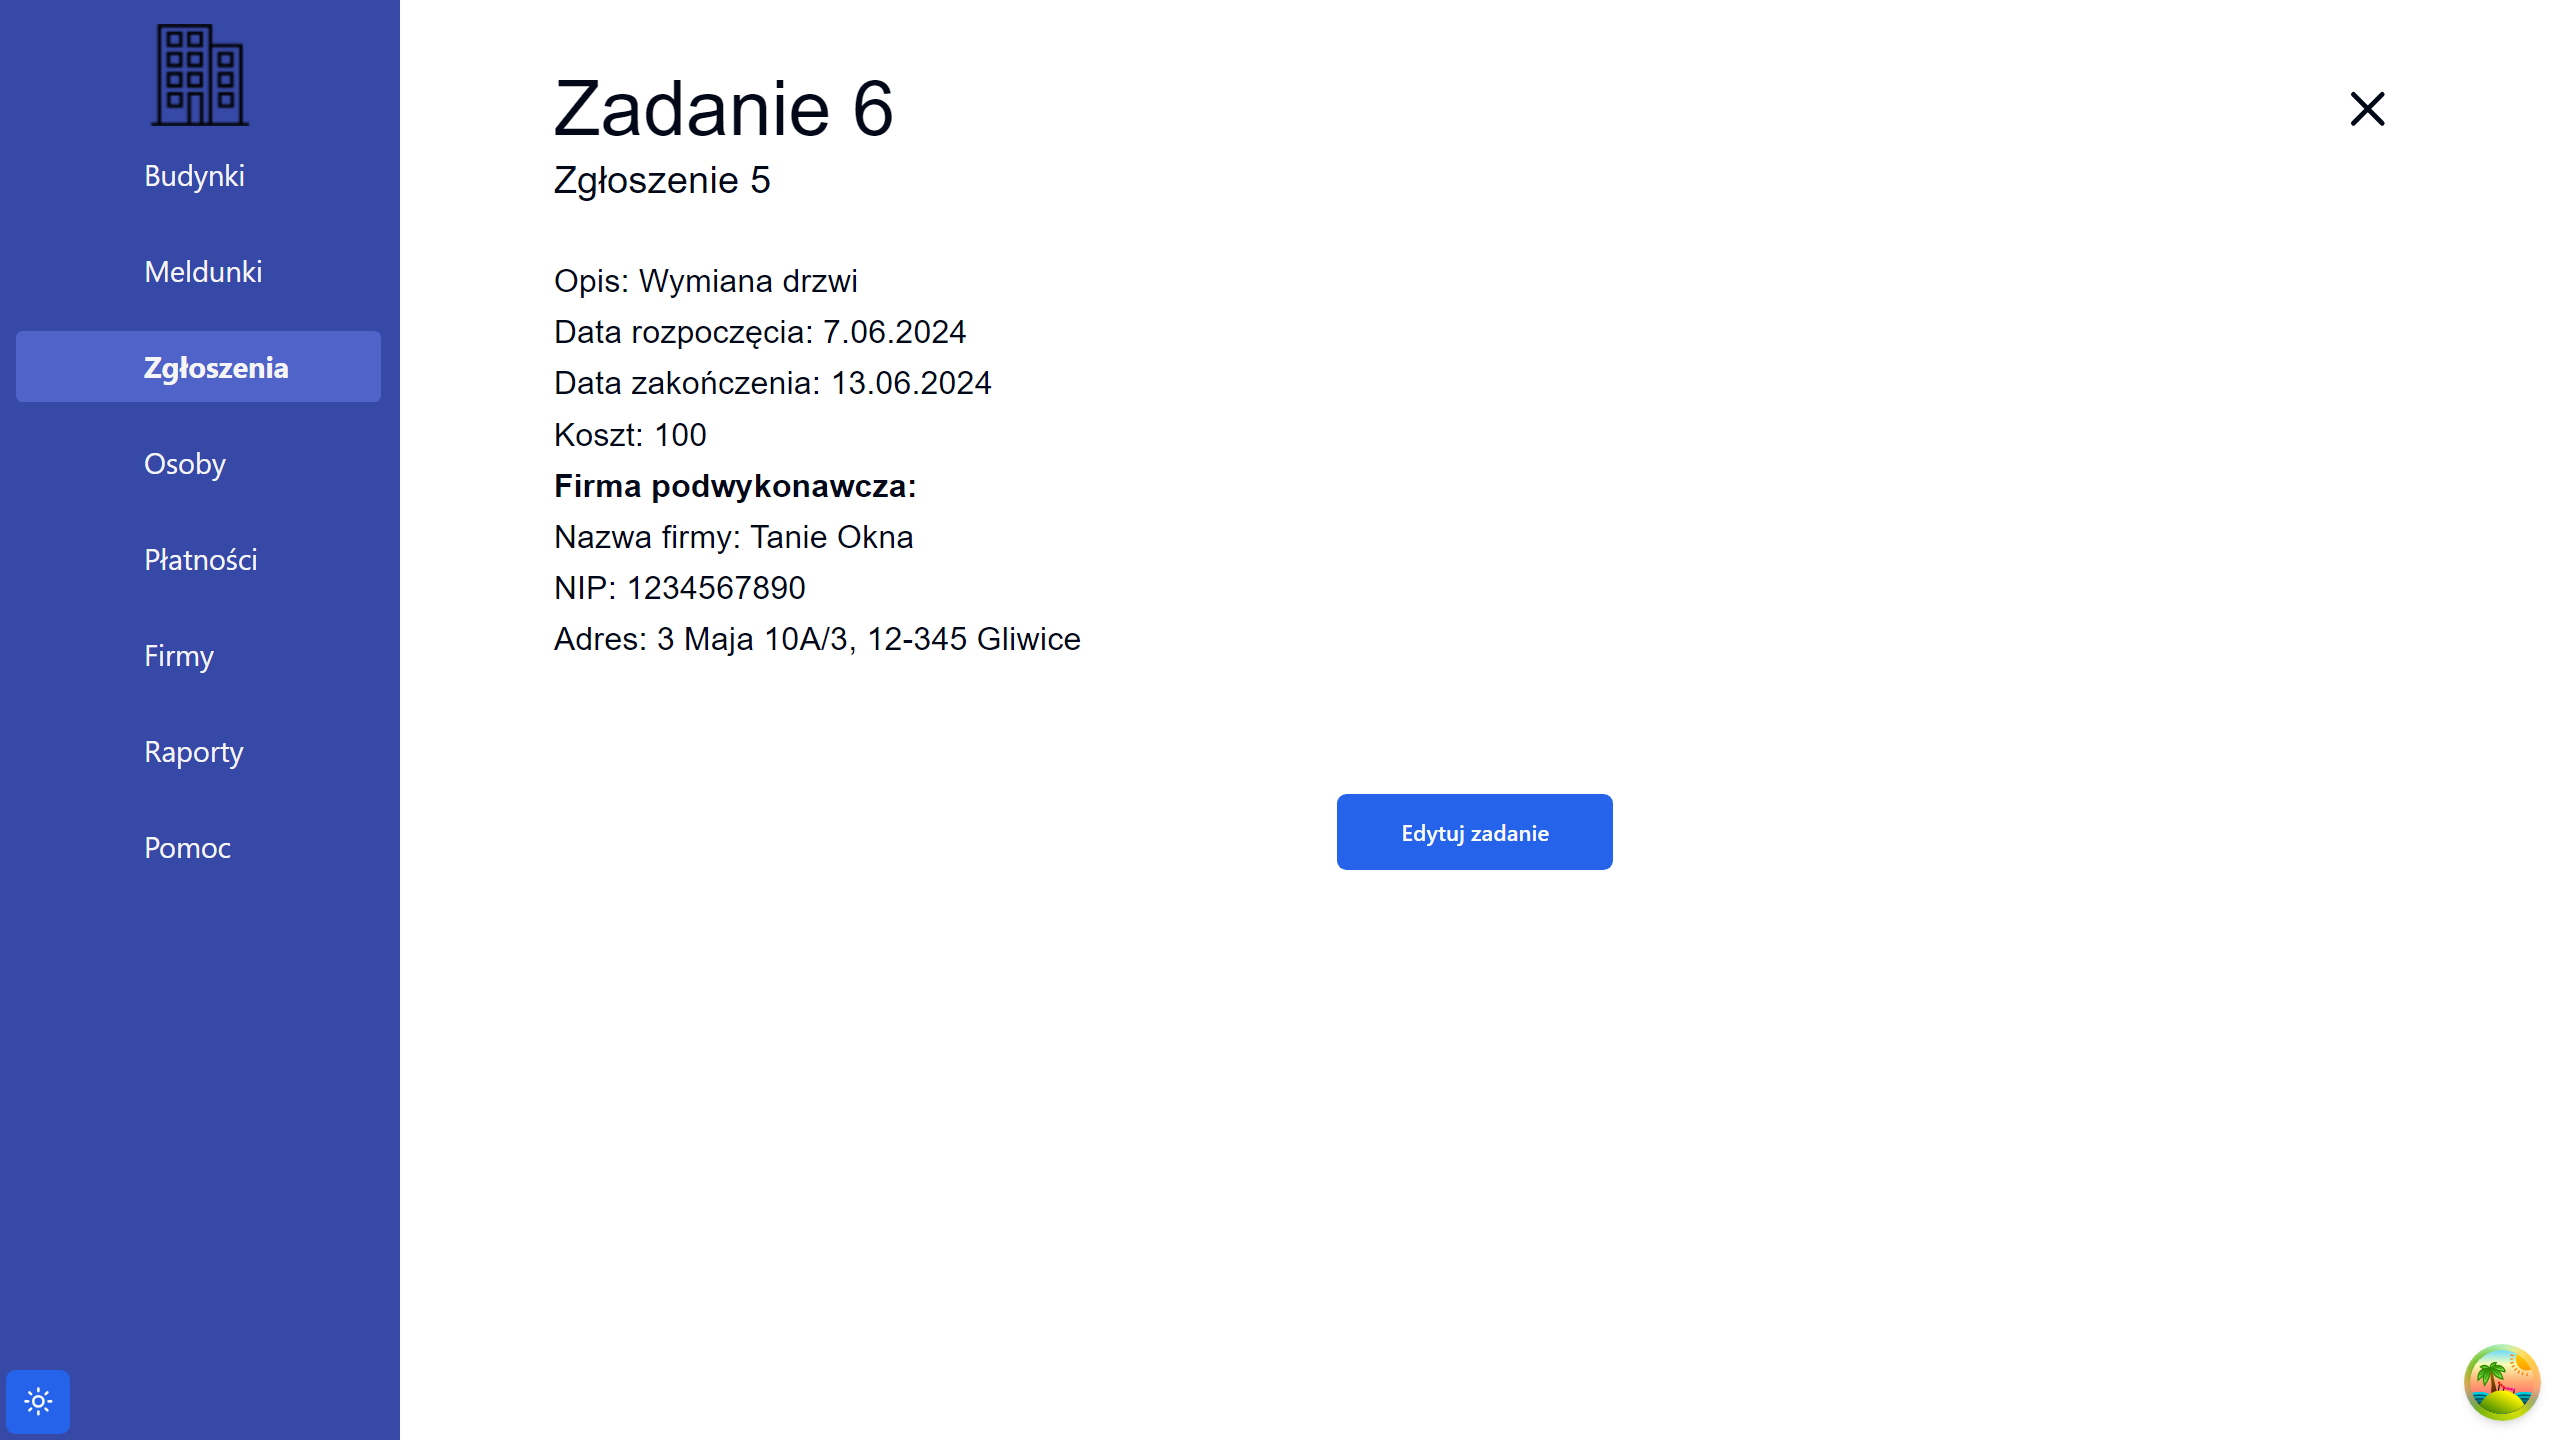 Budynki
Meldunki
Zgłoszenia
Osoby
Płatności
Firmy
Raporty
Pomoc
Zadanie 6
Zgłoszenie 5
Opis: Wymiana drzwi
Data rozpoczęcia: 7.06.2024
Data zakończenia: 13.06.2024
Koszt: 100
Firma podwykonawcza:
Nazwa firmy: Tanie Okna
NIP: 1234567890
Adres: 3 Maja 10A/3, 12-345 Gliwice
Edytuj zadanie